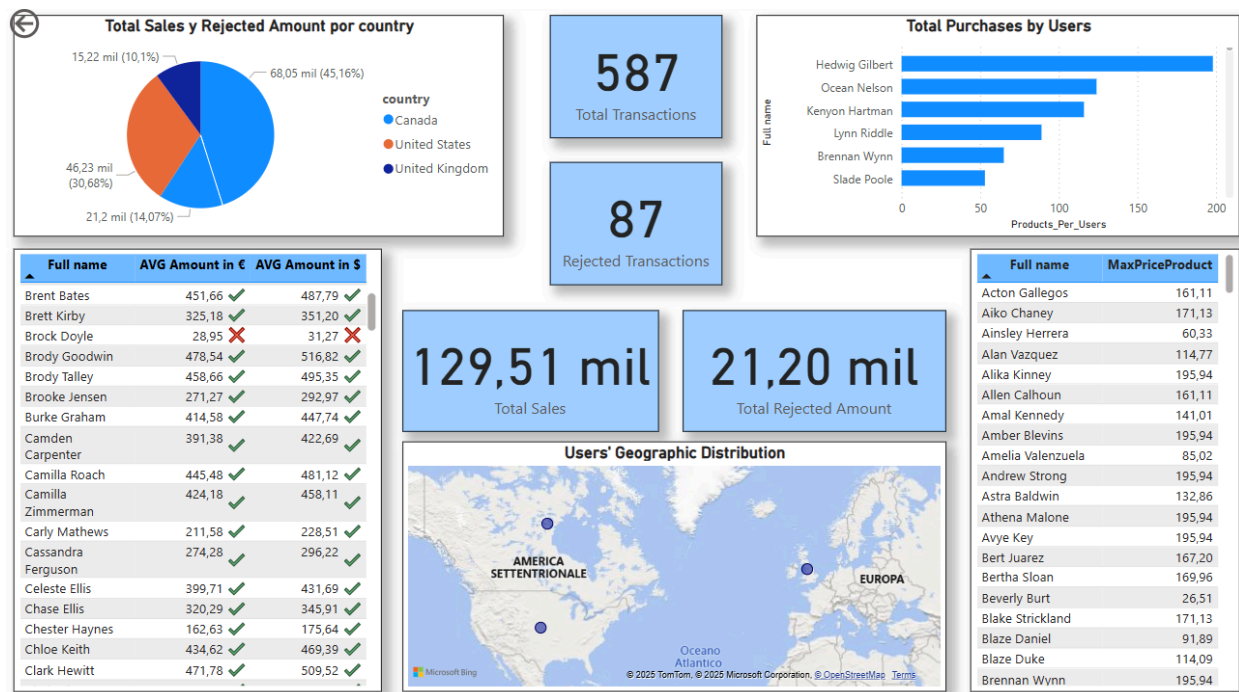 Total Sales y Rejected Amount por country
15,22 mil (10,1%)
68,05 mil (45,16%)
46,23 mil
(30,68%)
21,2 mil (14,07%)
country
Canada
United States
United Kingdom
587
Total Transactions
87
Rejected Transactions
Total Purchases by Users
Full name
Hedwig Gilbert
Ocean Nelson
Kenyon Hartman
Lynn Riddle
Brennan Wynn
Slade Poole
0 50 100 150 200
Products_Per_Users
Full name AVG Amount in € AVG Amount in $
Brent Bates 451,66 487,79
Brett Kirby 325,18 351,20
Brock Doyle 28,95 31,27
Brody Goodwin 478,54 516,82
Brody Talley 458,66 495,35
Brooke Jensen 271,27 292,97
Burke Graham 414,58 447,74
Camden 391,38 422,69
Carpenter
Camilla Roach 445,48 481,12
Camilla 424,18 458,11
Zimmerman
Carly Mathews 211,58 228,51
Cassandra 274,28 296,22
Ferguson
Celeste Ellis 399,71 431,69
Chase Ellis 320,29 345,91
Chester Haynes 162,63 175,64
Chloe Keith 434,62 469,39
Clark Hewitt 471,78 509,52
129,51 mil
Total Sales
21,20 mil
Total Rejected Amount
Users' Geographic Distribution
AMERICA
SETTENTRIONALE
EUROPA
Oceano
Atlantico
Microsoft Bing
© 2025 TomTom, © 2025 Microsoft Corporation, © OpenStreetMap Terms
Full name MaxPriceProduct
Acton Gallegos 161,11
Aiko Chaney 171,13
Ainsley Herrera 60,33
Alan Vazquez 114,77
Alika Kinney 195,94
Allen Calhoun 161,11
Amal Kennedy 141,01
Amber Blevins 195,94
Amelia Valenzuela 85,02
Andrew Strong 195,94
Astra Baldwin 132,86
Athena Malone 195,94
Avye Key 195,94
Bert Juarez 167,20
Bertha Sloan 169,96
Beverly Burt 26,51
Blake Strickland 171,13
Blaze Daniel 91,89
Blaze Duke 114,09
Brennan Wynn 195,94